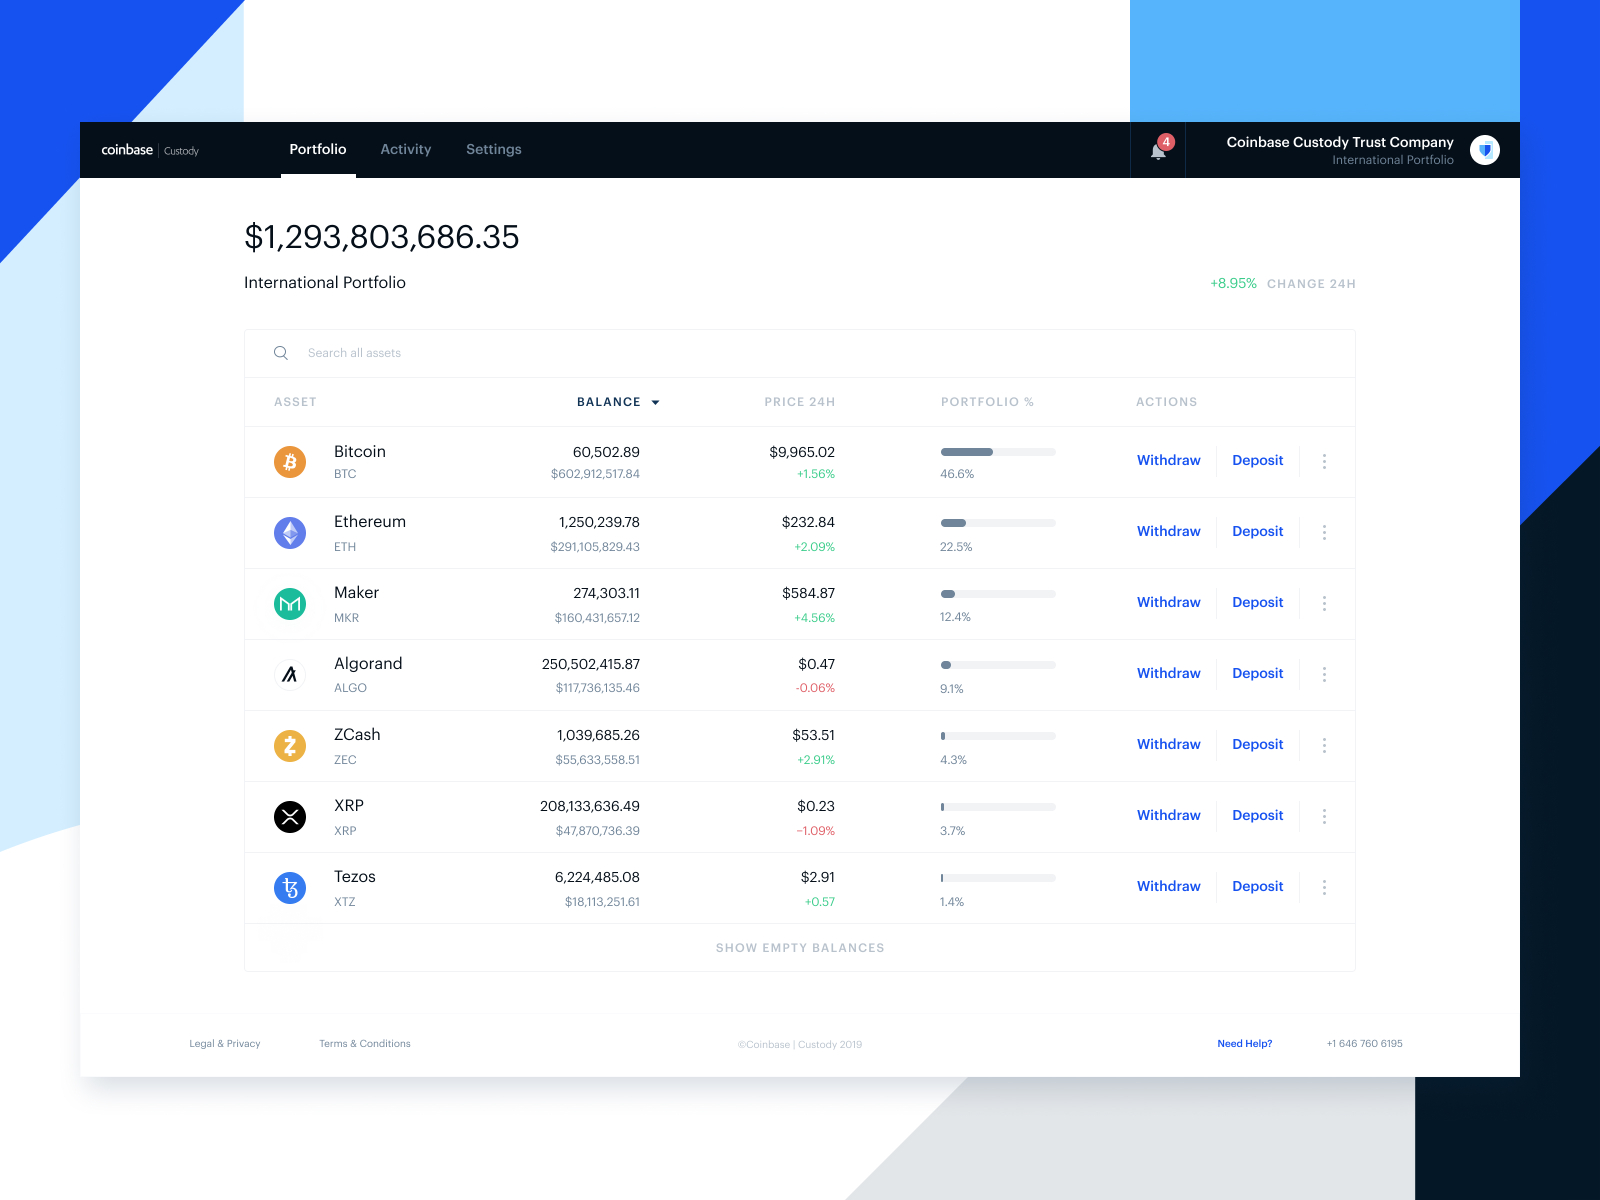 coinbase | Custody
Portfolio
Activity
Settings
4
Coinbase Custody Trust Company
International Portfolio
$1,293,803,686.35
International Portfolio
+8.95% CHANGE 24H
Search all assets
ASSET BALANCE PRICE 24H PORTFOLIO % ACTIONS
Bitcoin 60,502.89 $9,965.02
BTC $602,912,517.84 +1.56% 46.6%
Withdraw Deposit
Ethereum 1,250,239.78 $232.84
ETH $291,105,829.43 +2.09% 22.5%
Withdraw Deposit
Maker 274,303.11 $584.87
MKR $160,431,657.12 +4.56% 12.4%
Withdraw Deposit
Algorand 250,502,415.87 $0.47
ALGO $117,736,135.46 -0.06% 9.1%
Withdraw Deposit
ZCash 1,039,685.26 $53.51
ZEC $55,633,558.51 +2.91% 4.3%
Withdraw Deposit
XRP 208,133,636.49 $0.23
XRP $47,870,736.39 −1.09% 3.7%
Withdraw Deposit
Tezos 6,224,485.08 $2.91
XTZ $18,113,251.61 +0.57 1.4%
Withdraw Deposit
SHOW EMPTY BALANCES
Legal & Privacy
Terms & Conditions
©Coinbase | Custody 2019
Need Help?
+1 646 760 6195